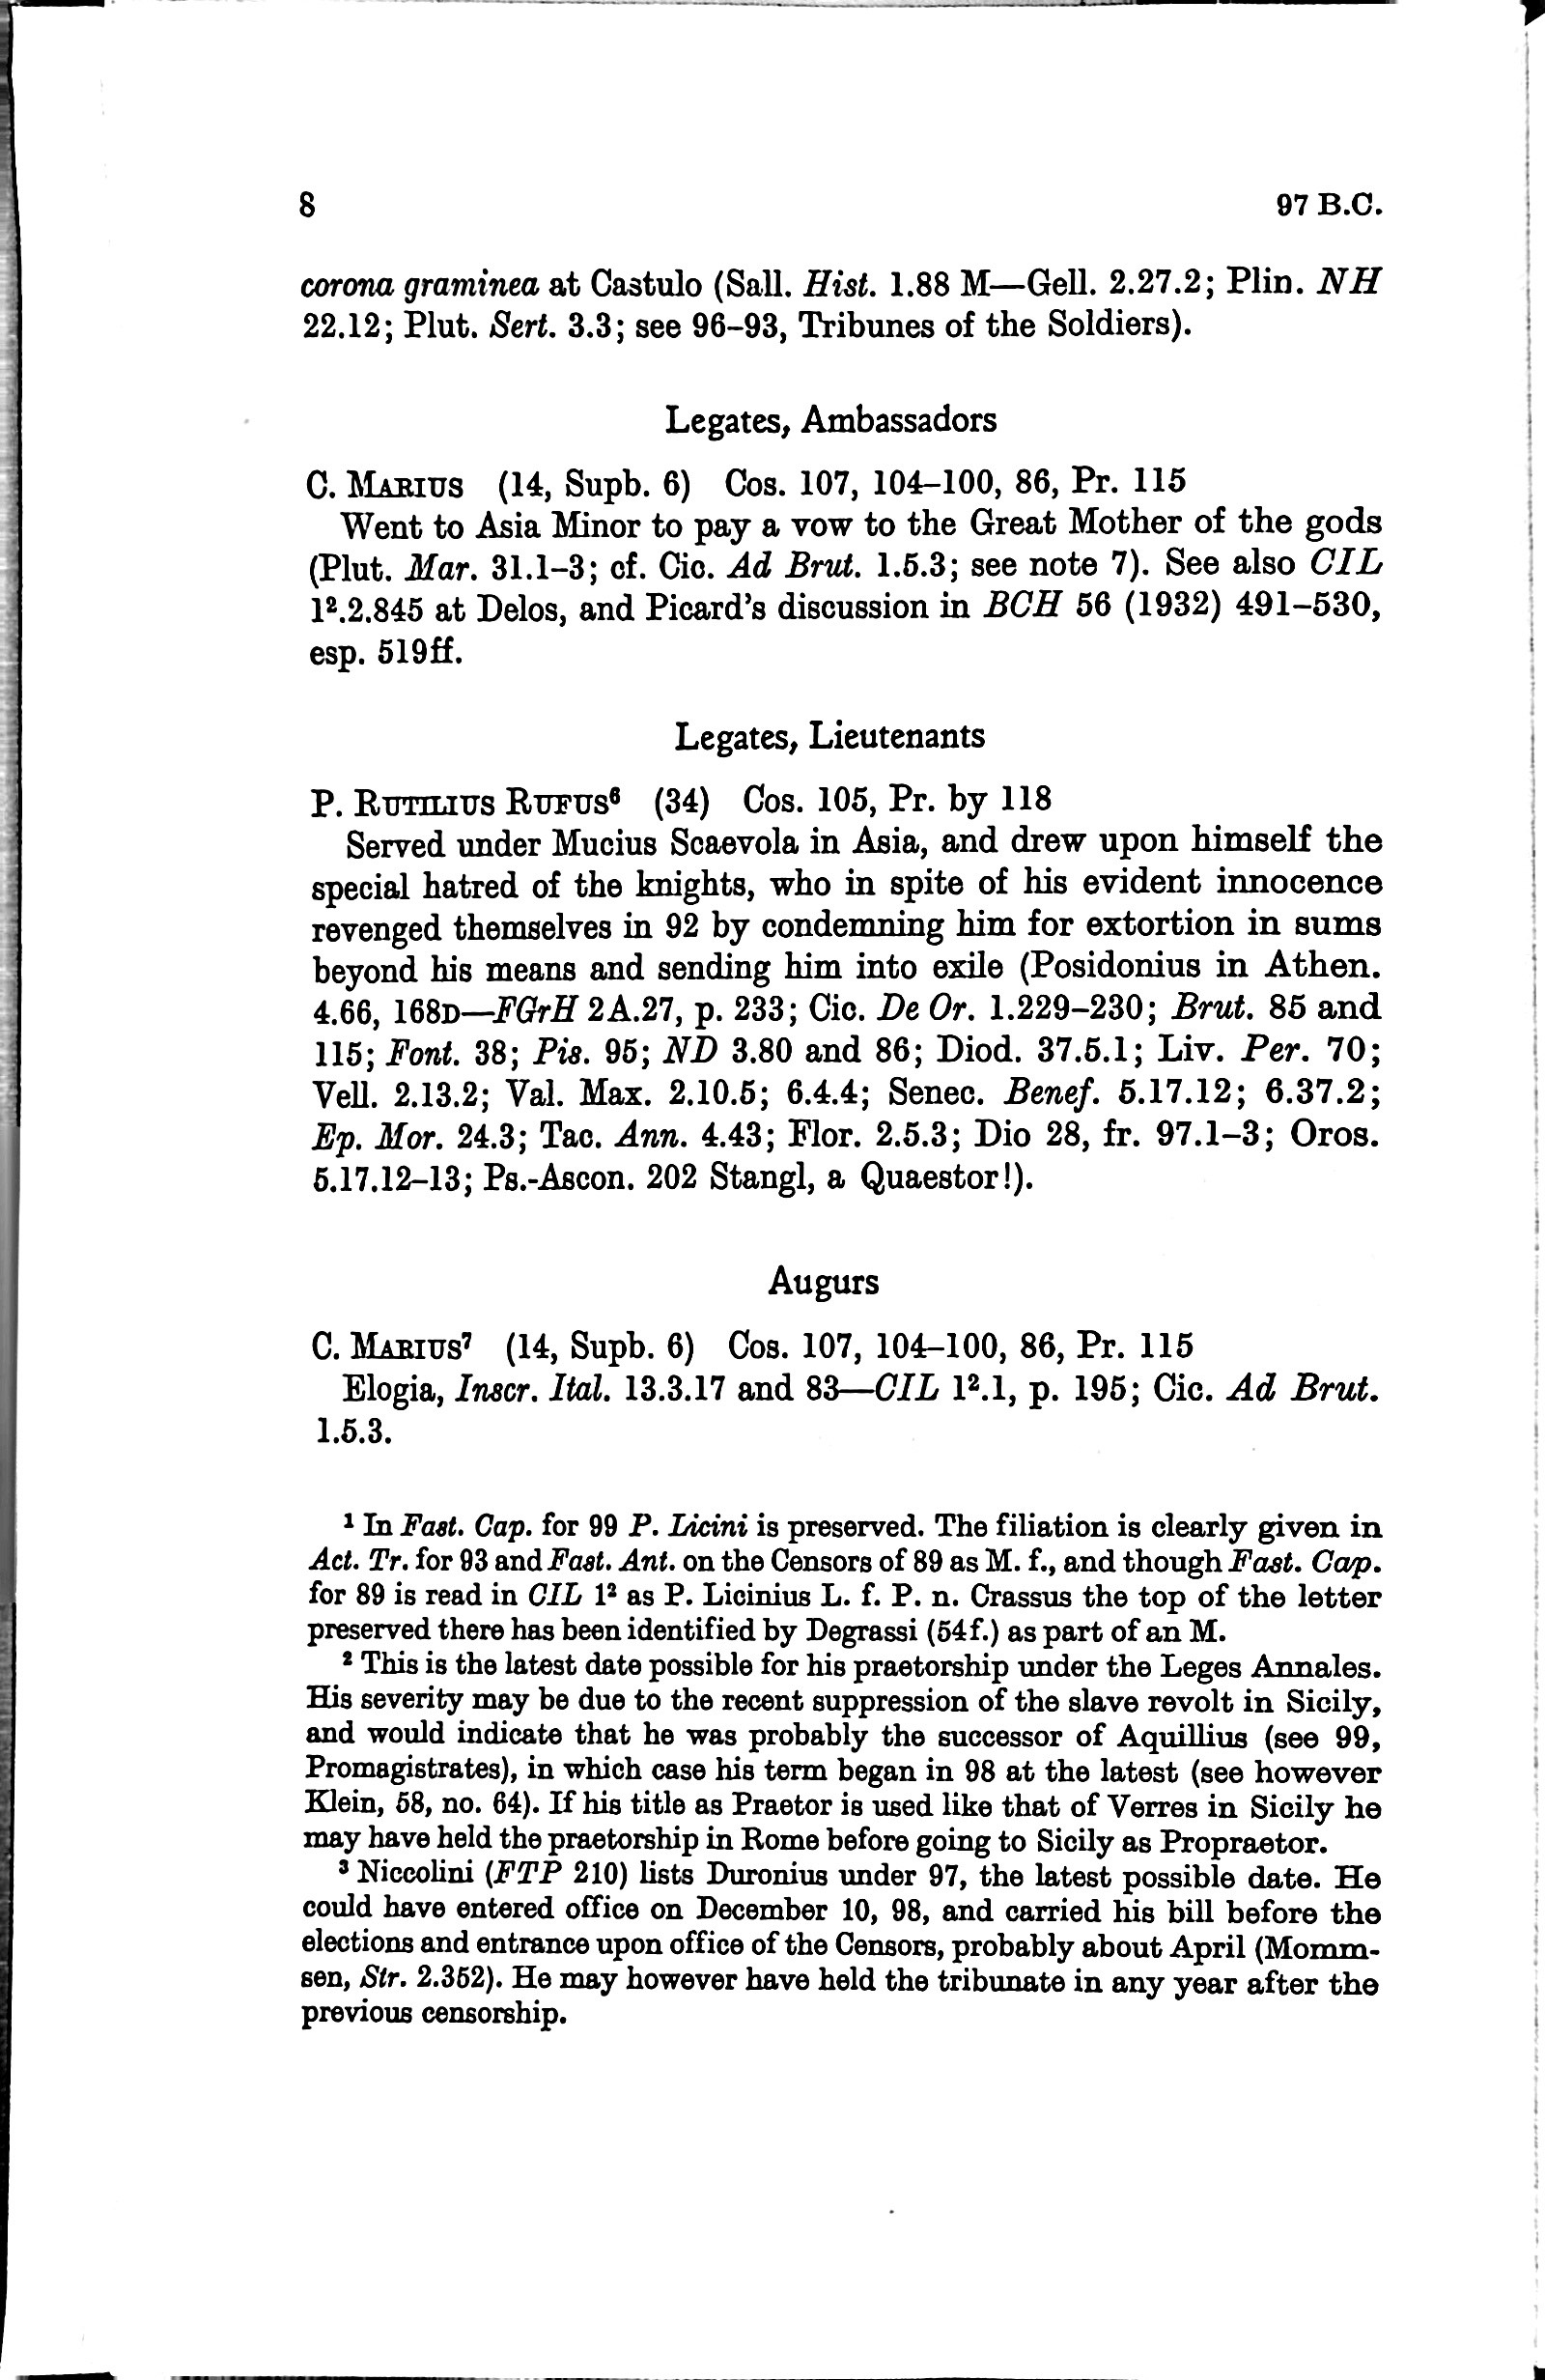 8 97 B.C.
corona graminea at Castulo (Sall. Hist. 1.88 M—Gell. 2.27.2; Plin. NH
22.12; Plut. Sert. 3.3; see 96–93, Tribunes of the Soldiers).
Legates, Ambassadors
C. MARIUS (14, Supb. 6) Cos. 107, 104–100, 86, Pr. 115
Went to Asia Minor to pay a vow to the Great Mother of the gods
(Plut. Mar. 31.1–3; cf. Cic. Ad Brut. 1.5.3; see note 7). See also CIL
1².2.845 at Delos, and Picard's discussion in BCH 56 (1932) 491–530,
esp. 519ff.
Legates, Lieutenants
P. RUTILIUS RUFUS⁶ (34) Cos. 105, Pr. by 118
Served under Mucius Scaevola in Asia, and drew upon himself the
special hatred of the knights, who in spite of his evident innocence
revenged themselves in 92 by condemning him for extortion in sums
beyond his means and sending him into exile (Posidonius in Athen.
4.66, 168D—FGrH 2A.27, p. 233; Cic. De Or. 1.229–230; Brut. 85 and
115; Font. 38; Pis. 95; ND 3.80 and 86; Diod. 37.5.1; Liv. Per. 70;
Vell. 2.13.2; Val. Max. 2.10.5; 6.4.4; Senec. Benef. 5.17.12; 6.37.2;
Ep. Mor. 24.3; Tac. Ann. 4.43; Flor. 2.5.3; Dio 28, fr. 97.1–3; Oros.
5.17.12–13; Ps.-Ascon. 202 Stangl, a Quaestor!).
Augurs
C. MARIUS⁷ (14, Supb. 6) Cos. 107, 104–100, 86, Pr. 115
Elogia, Inscr. Ital. 13.3.17 and 83—CIL 1².1, p. 195; Cic. Ad Brut.
1.5.3.
¹ In Fast. Cap. for 99 P. Licini is preserved. The filiation is clearly given in
Act. Tr. for 93 and Fast. Ant. on the Censors of 89 as M. f., and though Fast. Cap.
for 89 is read in CIL 1² as P. Licinius L. f. P. n. Crassus the top of the letter
preserved there has been identified by Degrassi (54f.) as part of an M.
² This is the latest date possible for his praetorship under the Leges Annales.
His severity may be due to the recent suppression of the slave revolt in Sicily,
and would indicate that he was probably the successor of Aquillius (see 99,
Promagistrates), in which case his term began in 98 at the latest (see however
Klein, 58, no. 64). If his title as Praetor is used like that of Verres in Sicily he
may have held the praetorship in Rome before going to Sicily as Propraetor.
³ Niccolini (FTP 210) lists Duronius under 97, the latest possible date. He
could have entered office on December 10, 98, and carried his bill before the
elections and entrance upon office of the Censors, probably about April (Momm-
sen, Str. 2.352). He may however have held the tribunate in any year after the
previous censorship.